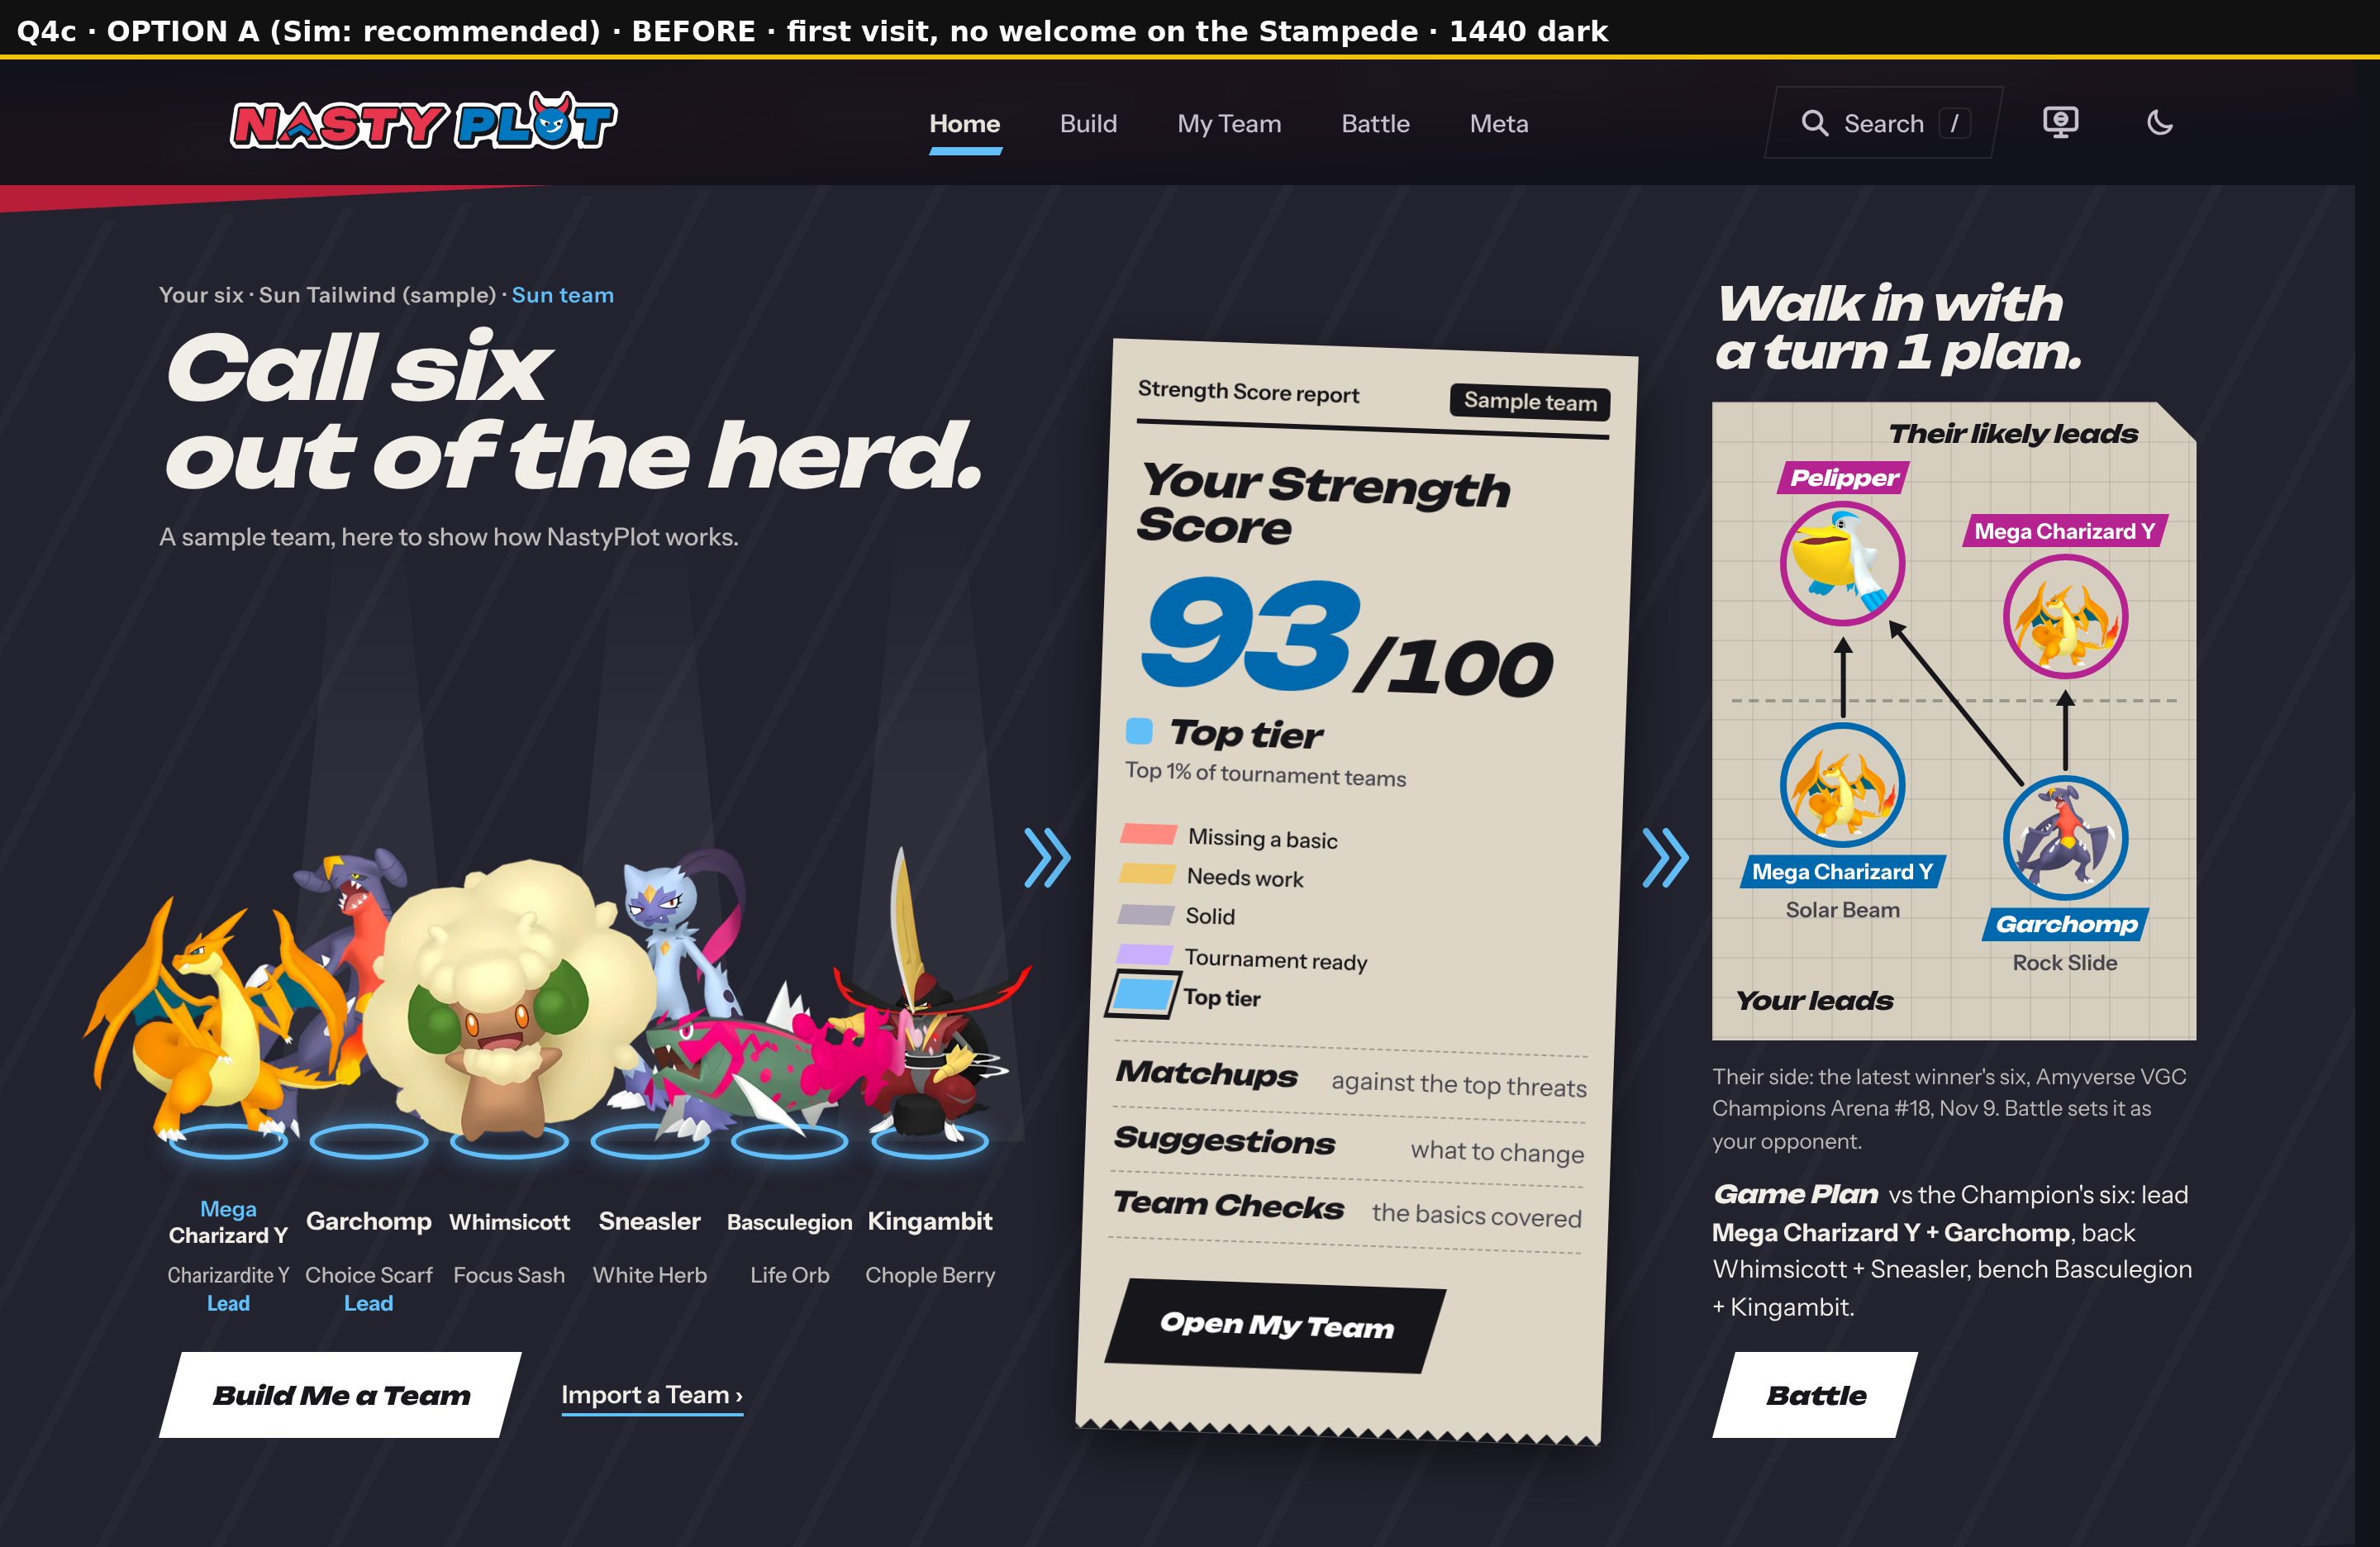 Q4c · OPTION A (Sim: recommended) · BEFORE · first visit, no welcome on the Stampede · 1440 dark
NASTY PLOT
Home
Build
My Team
Battle
Meta
Search /
Your six · Sun Tailwind (sample) · Sun team
Call six
out of the herd.
A sample team, here to show how NastyPlot works.
Mega
Charizard Y
Garchomp
Whimsicott
Sneasler
Basculegion
Kingambit
Charizardite Y
Choice Scarf
Focus Sash
White Herb
Life Orb
Chople Berry
Lead
Lead
Build Me a Team
Import a Team ›
Strength Score report
Sample team
Your Strength
Score
93/100
Top tier
Top 1% of tournament teams
Missing a basic
Needs work
Solid
Tournament ready
Top tier
Matchups against the top threats
Suggestions what to change
Team Checks the basics covered
Open My Team
Walk in with
a turn 1 plan.
Their likely leads
Pelipper
Mega Charizard Y
Mega Charizard Y
Solar Beam
Garchomp
Rock Slide
Your leads
Their side: the latest winner's six, Amyverse VGC
Champions Arena #18, Nov 9. Battle sets it as
your opponent.
Game Plan vs the Champion's six: lead
Mega Charizard Y + Garchomp, back
Whimsicott + Sneasler, bench Basculegion
+ Kingambit.
Battle